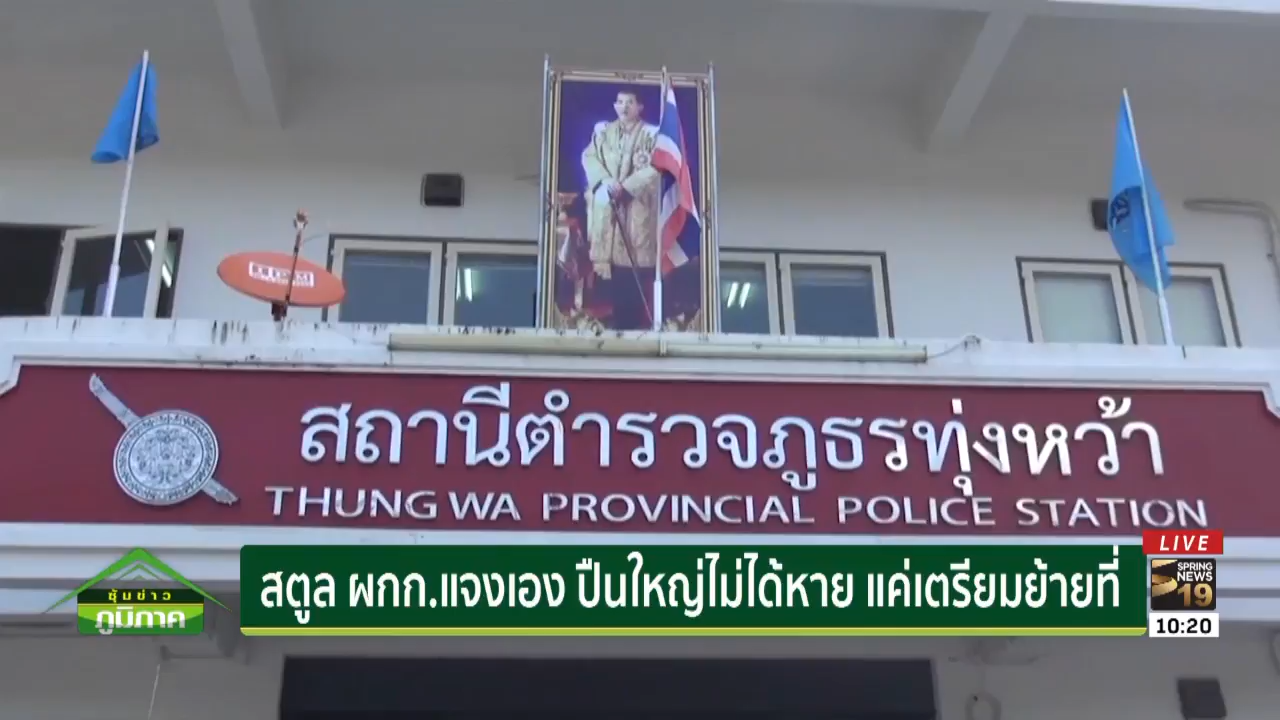 สถานีตำรวจภูธรทุ่งหว้า
THUNG WA PROVINCIAL POLICE STATION
LIVE
สตูล ผกก.แจงเอง ปืนใหญ่ไม่ได้หาย แค่เตรียมย้ายที่
ซุ้มข่าว
ภูมิภาค
SPRING
NEWS
19
10:20